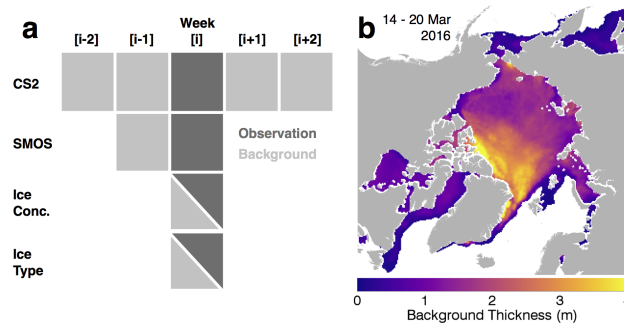 a
Week
[i-2] [i-1] [i] [i+1] [i+2]
CS2
SMOS
Observation
Background
Ice
Conc.
Ice
Type
b
14 - 20 Mar
2016
0 1 2 3
Background Thickness (m)